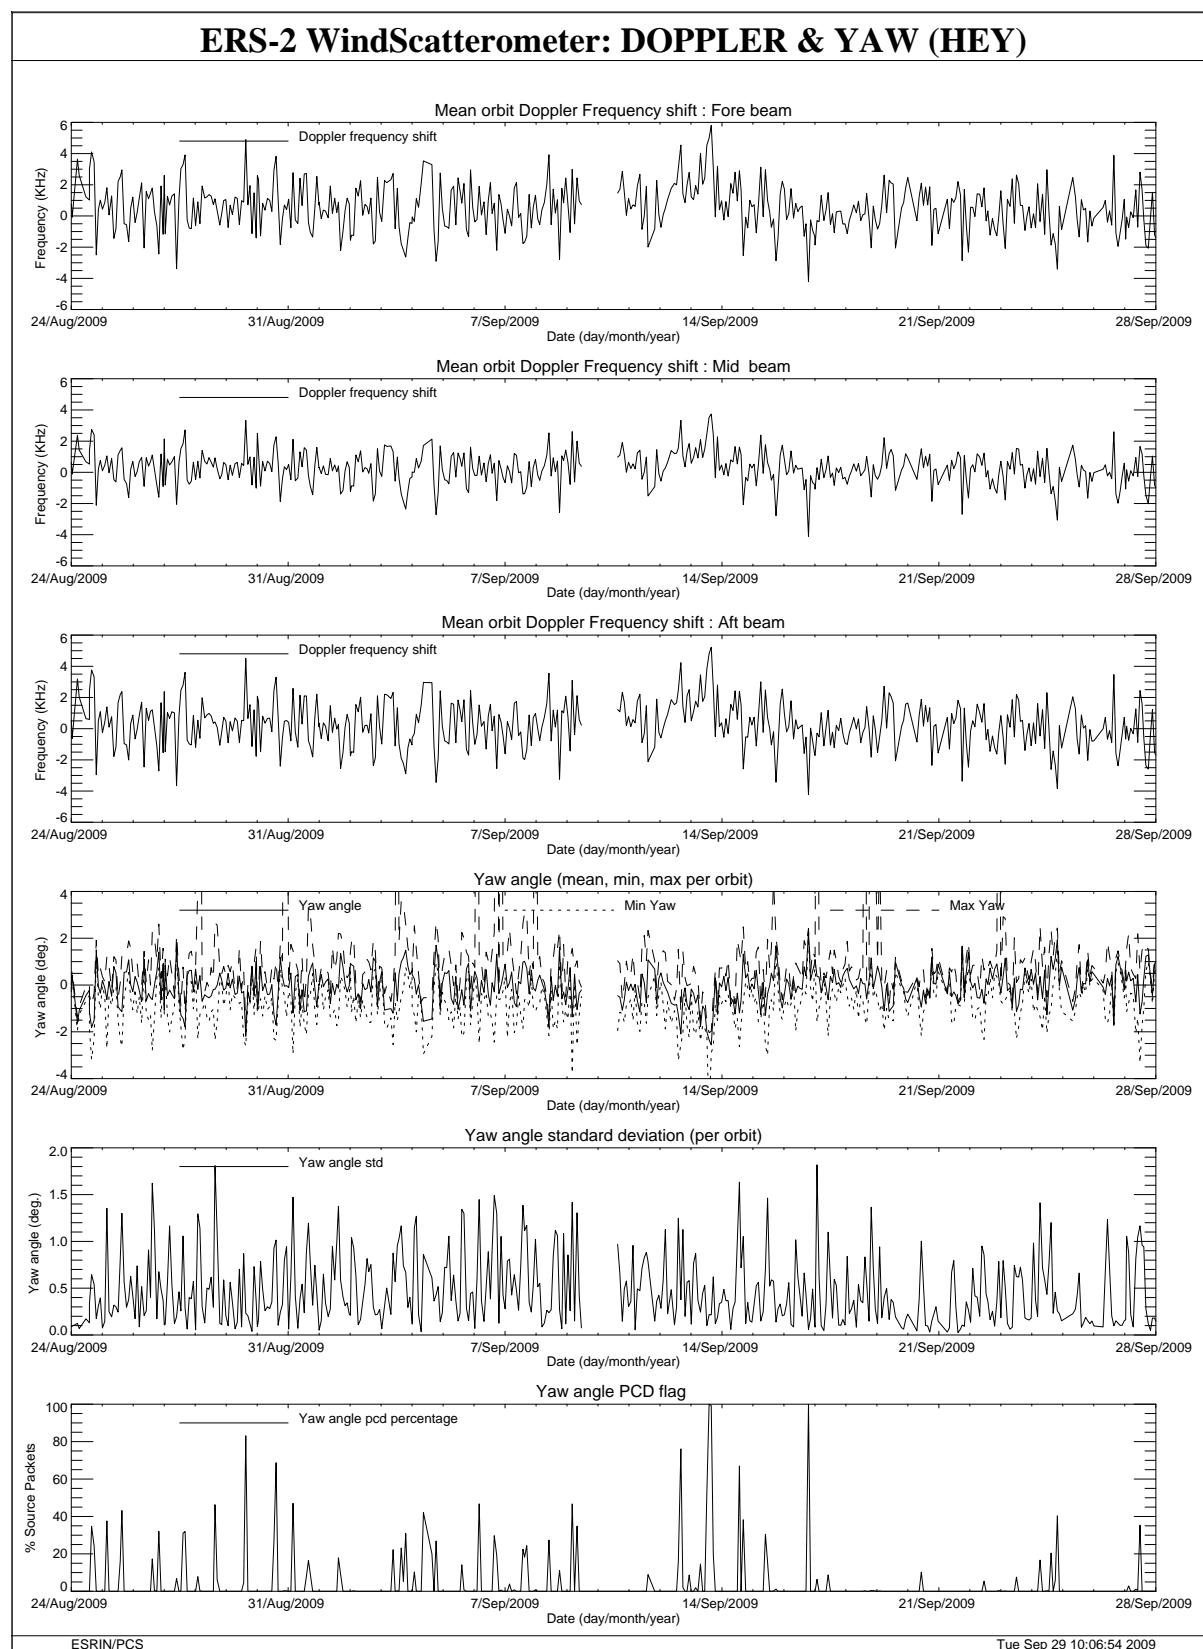 ERS-2 WindScatterometer: DOPPLER & YAW (HEY)
Mean orbit Doppler Frequency shift : Fore beam
Doppler frequency shift
Frequency (KHz)
6
4
2
0
-2
-4
-6
24/Aug/2009 31/Aug/2009 7/Sep/2009 14/Sep/2009 21/Sep/2009 28/Sep/2009
Date (day/month/year)
Mean orbit Doppler Frequency shift : Mid beam
Doppler frequency shift
Frequency (KHz)
6
4
2
0
-2
-4
-6
24/Aug/2009 31/Aug/2009 7/Sep/2009 14/Sep/2009 21/Sep/2009 28/Sep/2009
Date (day/month/year)
Mean orbit Doppler Frequency shift : Aft beam
Doppler frequency shift
Frequency (KHz)
6
4
2
0
-2
-4
-6
24/Aug/2009 31/Aug/2009 7/Sep/2009 14/Sep/2009 21/Sep/2009 28/Sep/2009
Date (day/month/year)
Yaw angle (mean, min, max per orbit)
Yaw angle Min Yaw Max Yaw
Yaw angle (deg.)
4
2
0
-2
-4
24/Aug/2009 31/Aug/2009 7/Sep/2009 14/Sep/2009 21/Sep/2009 28/Sep/2009
Date (day/month/year)
Yaw angle standard deviation (per orbit)
Yaw angle std
Yaw angle (deg.)
2.0
1.5
1.0
0.5
0.0
24/Aug/2009 31/Aug/2009 7/Sep/2009 14/Sep/2009 21/Sep/2009 28/Sep/2009
Date (day/month/year)
Yaw angle PCD flag
Yaw angle pcd percentage
% Source Packets
100
80
60
40
20
0
24/Aug/2009 31/Aug/2009 7/Sep/2009 14/Sep/2009 21/Sep/2009 28/Sep/2009
Date (day/month/year)
ESRIN/PCS Tue Sep 29 10:06:54 2009